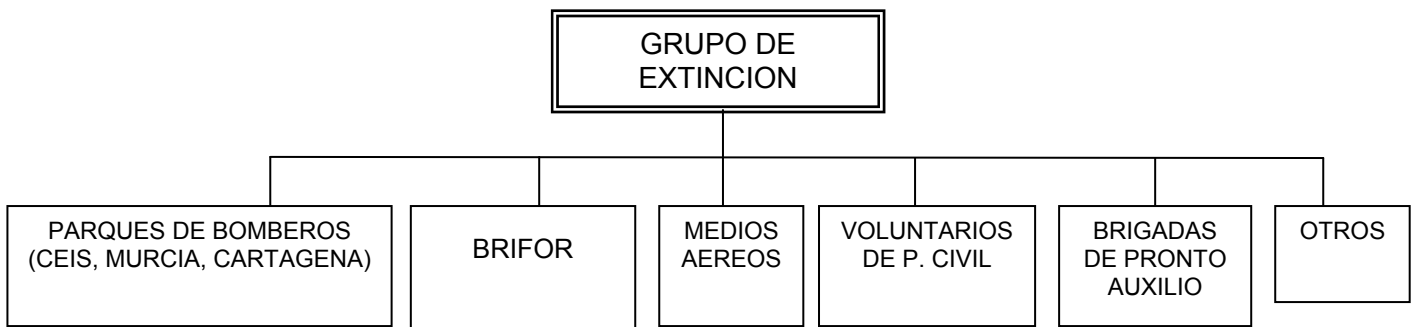 GRUPO DE
EXTINCION
PARQUES DE BOMBEROS
(CEIS, MURCIA, CARTAGENA)
BRIFOR
MEDIOS
AEREOS
VOLUNTARIOS
DE P. CIVIL
BRIGADAS
DE PRONTO
AUXILIO
OTROS